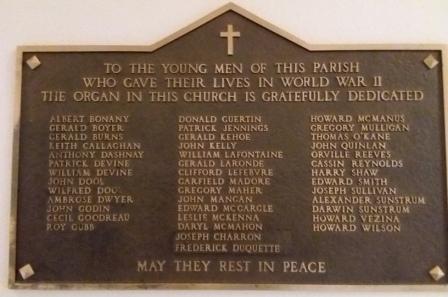 TO THE YOUNG MEN OF THIS PARISH
WHO GAVE THEIR LIVES IN WORLD WAR II
THE ORGAN IN THIS CHURCH IS GRATEFULLY DEDICATED
ALBERT BONANY
GERALD BOYER
GERALD BURNS
KEITH CALLAGHAN
ANTHONY DASHNAY
PATRICK DEVINE
WILLIAM DEVINE
JOHN DOOL
WILFRED
AMBROSE DWYER
JOHN GODIN
CECIL GOODREAU
ROY GUBB
DONALD GUERTIN
PATRICK JENNINGS
GERALD KEHOE
JOHN KELLY
WILLIAM LAFONTAINE
GERALD LARONDE
CLIFFORD LEFEBVRE
GARFIELD MADORE
GREGORY MAHER
JOHN MANGAN
EDWARD MCGARGLE
LESLIE MCKENNA
DARYL MCMAHON
JOSEPH CHARRON
FREDERICK DUQUETTE
HOWARD MCMANUS
GREGORY MULLIGAN
THOMAS O'KANE
JOHN QUINLAN
ORVILLE REEVES
CASSIN REYNOLDS
HARRY SHAW
EDWARD SMITH
JOSEPH SULLIVAN
ALEXANDER SUNSTRUM
DARWIN SUNSTRUM
HOWARD VEZINA
HOWARD WILSON
MAY THEY REST IN PEACE